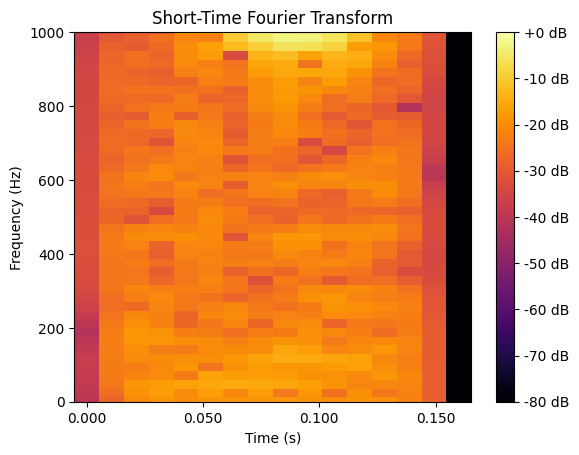 Short-Time Fourier Transform
1000
800
600
400
200
0
Frequency (Hz)
0.000
0.050
0.100
0.150
Time (s)
+0 dB
-10 dB
-20 dB
-30 dB
-40 dB
-50 dB
-60 dB
-70 dB
-80 dB